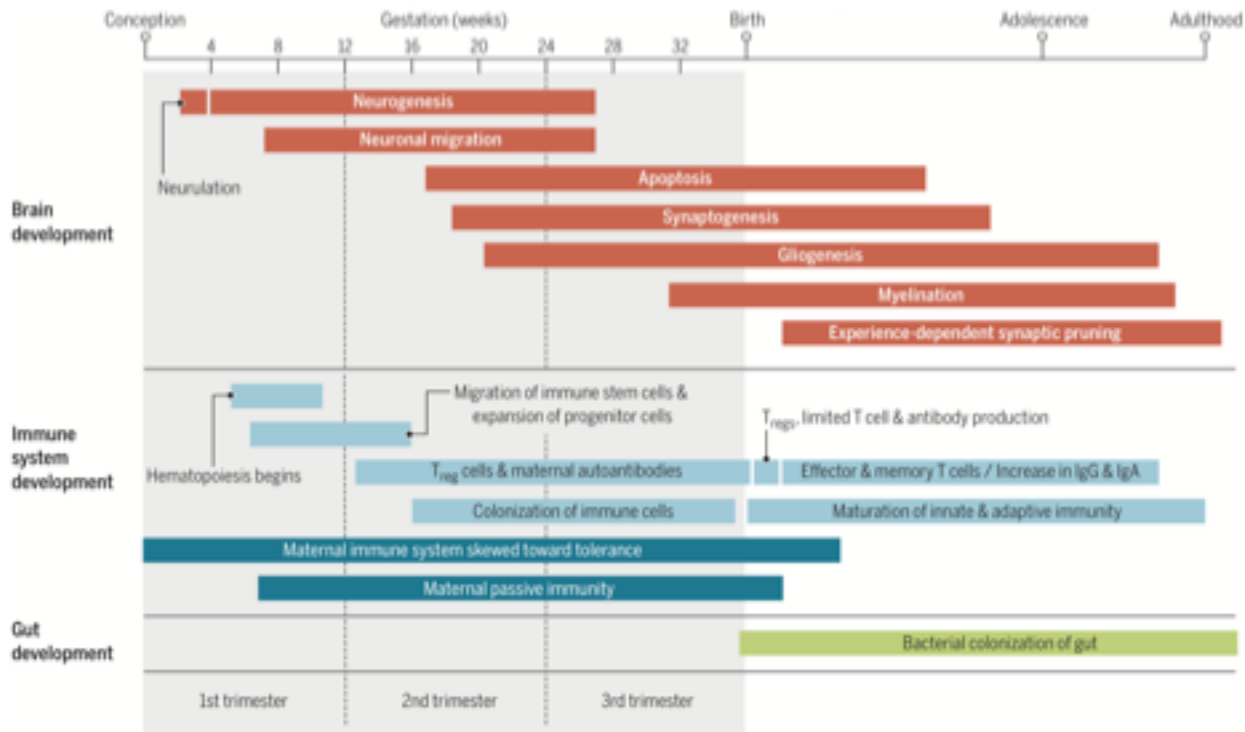 Conception Gestation (weeks) Birth Adolescence Adulthood
4 8 12 16 20 24 28 32
Neurogenesis
Neuronal migration
Neurulation
Apoptosis
Brain
development
Synaptogenesis
Gliogenesis
Myelination
Experience-dependent synaptic pruning
Migration of immune stem cells &
expansion of progenitor cells
Tregs, limited T cell & antibody production
Immune
system
development
Hematopoiesis begins
Treg cells & maternal autoantibodies
Effector & memory T cells / Increase in IgG & IgA
Colonization of immune cells
Maturation of innate & adaptive immunity
Maternal immune system skewed toward tolerance
Maternal passive immunity
Gut
development
Bacterial colonization of gut
1st trimester 2nd trimester 3rd trimester